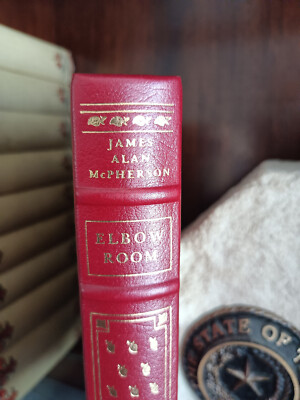 JAMES
ALAN
McPHERSON
ELBOW
ROOM
STATE OF